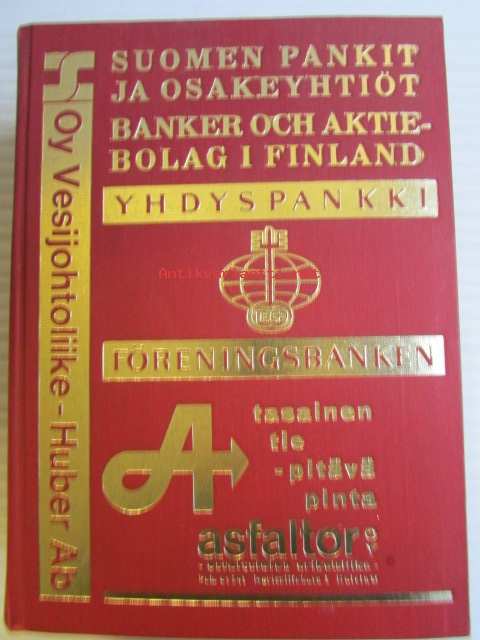 SUOMEN PANKIT
JA OSAKEYHTIÖT
BANKER OCH AKTIE-
BOLAG I FINLAND
YHDYSPANKKI
FÖRENINGSBANKEN
Oy Vesijohtoliike - Huber Ab
A
tasainen
tie
- pitävä
pinta
asfaltor oy